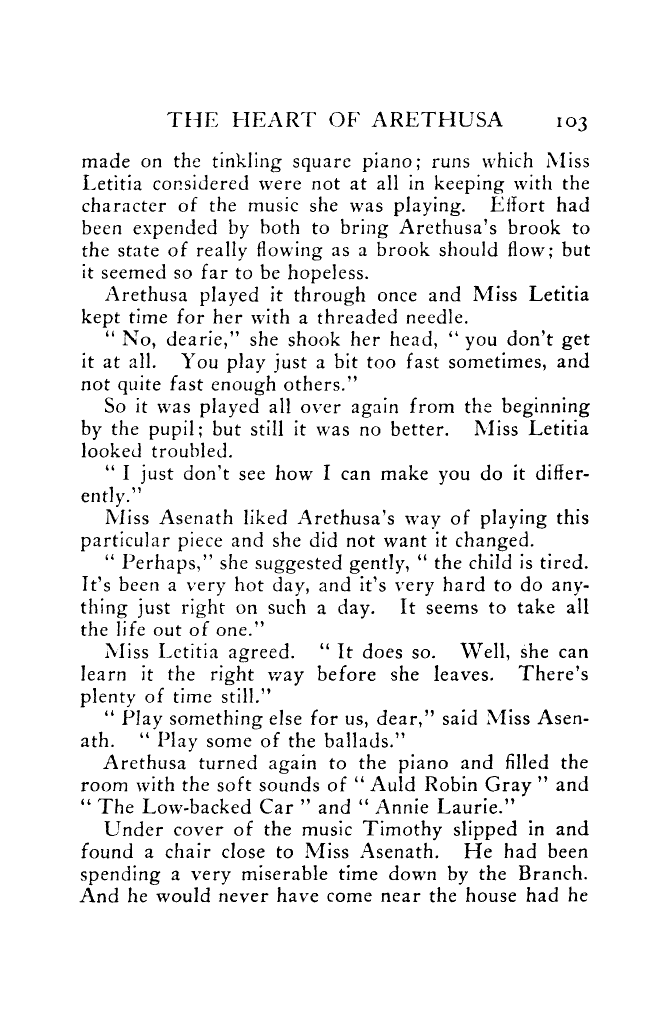 THE HEART OF ARETHUSA 103
made on the tinkling square piano; runs which Miss
Letitia considered were not at all in keeping with the
character of the music she was playing. Effort had
been expended by both to bring Arethusa's brook to
the state of really flowing as a brook should flow; but
it seemed so far to be hopeless.
Arethusa played it through once and Miss Letitia
kept time for her with a threaded needle.
" No, dearie," she shook her head, " you don't get
it at all. You play just a bit too fast sometimes, and
not quite fast enough others."
So it was played all over again from the beginning
by the pupil; but still it was no better. Miss Letitia
looked troubled.
" I just don't see how I can make you do it differ-
ently."
Miss Asenath liked Arethusa's way of playing this
particular piece and she did not want it changed.
" Perhaps," she suggested gently, " the child is tired.
It's been a very hot day, and it's very hard to do any-
thing just right on such a day. It seems to take all
the life out of one."
Miss Letitia agreed. " It does so. Well, she can
learn it the right way before she leaves. There's
plenty of time still."
" Play something else for us, dear," said Miss Asen-
ath. " Play some of the ballads."
Arethusa turned again to the piano and filled the
room with the soft sounds of " Auld Robin Gray " and
" The Low-backed Car " and " Annie Laurie."
Under cover of the music Timothy slipped in and
found a chair close to Miss Asenath. He had been
spending a very miserable time down by the Branch.
And he would never have come near the house had he